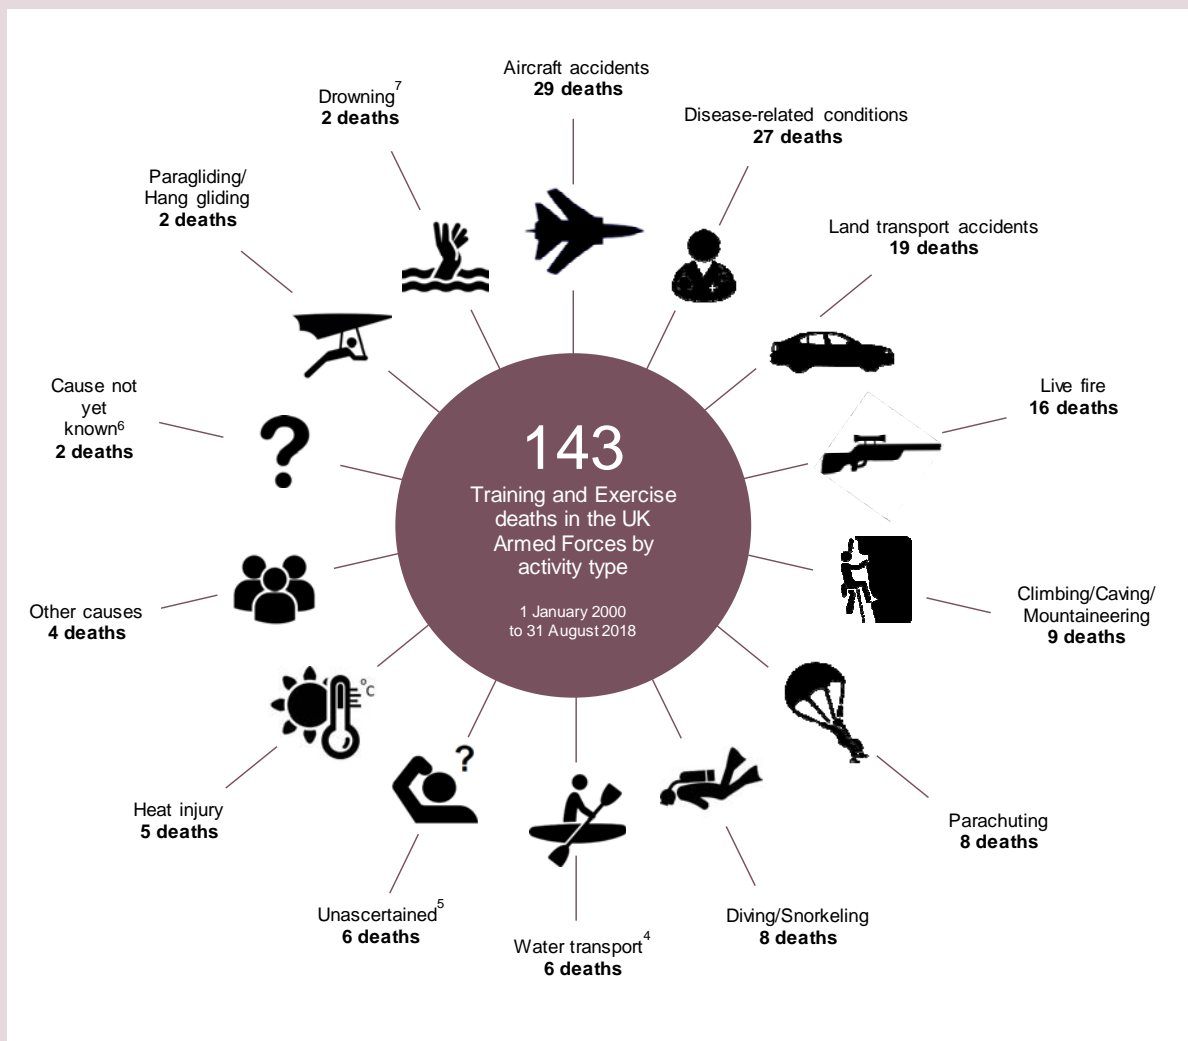 Aircraft accidents
29 deaths
Disease-related conditions
27 deaths
Land transport accidents
19 deaths
Live fire
16 deaths
Climbing/Caving/
Mountaineering
9 deaths
Parachuting
8 deaths
Diving/Snorkeling
8 deaths
Water transport4
6 deaths
Unascertained5
6 deaths
?
Heat injury
5 deaths
°C
Other causes
4 deaths
Cause not
yet
known6
2 deaths
?
Paragliding/
Hang gliding
2 deaths
Drowning7
2 deaths
143
Training and Exercise
deaths in the UK
Armed Forces by
activity type
1 January 2000
to 31 August 2018